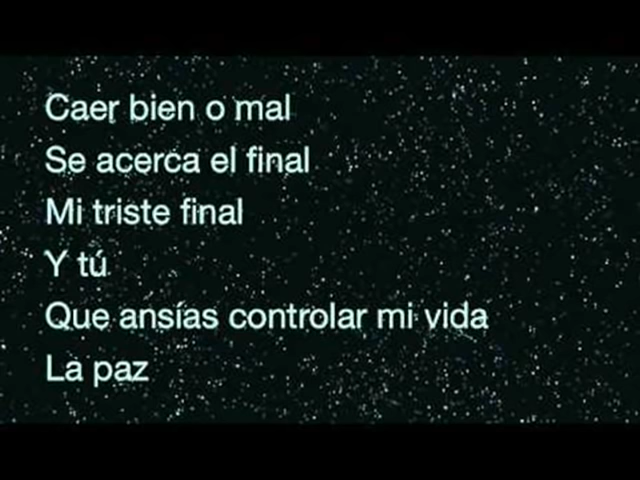 Caer bien o mal
Se acerca el final
Mi triste final
Y tú
Que ansías controlar mi vida
La paz